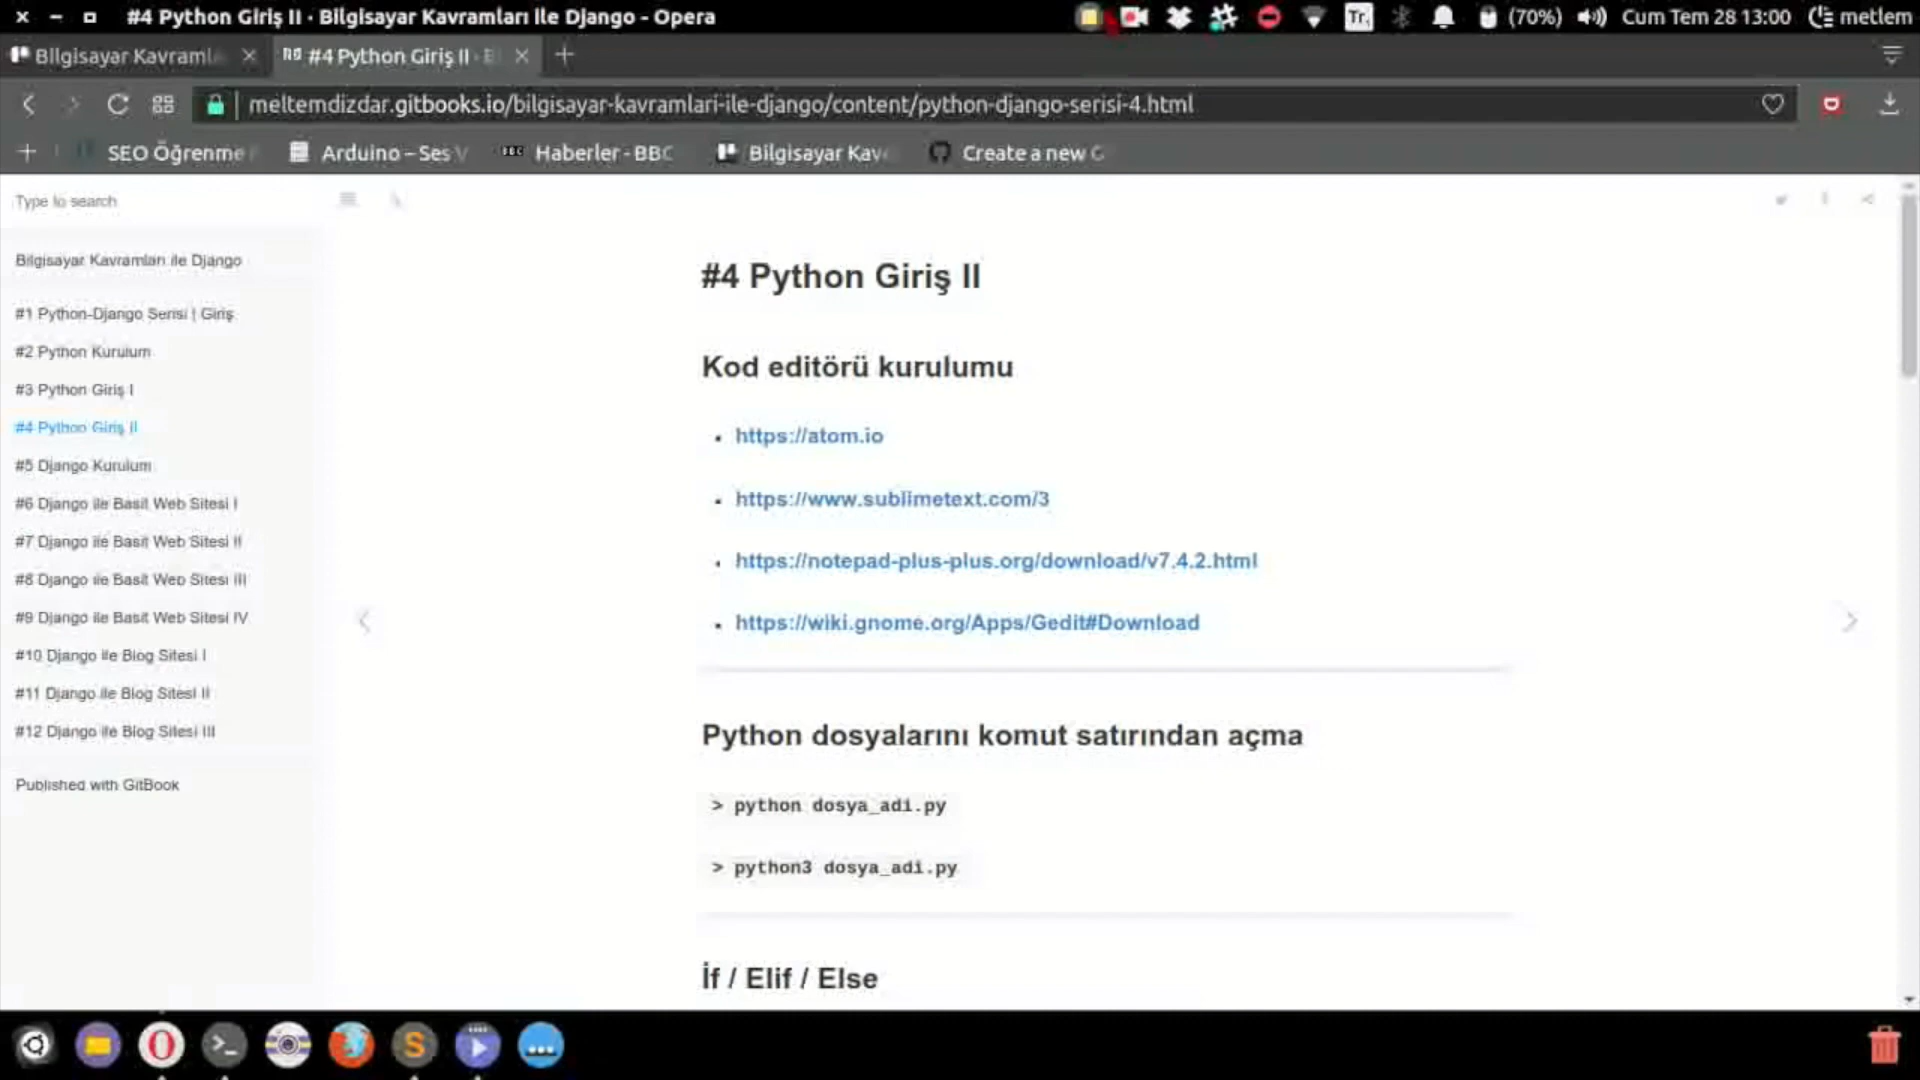 #4 Python Giriş II · Bilgisayar Kavramları ile Django - Opera
Tr
(70%)
Cum Tem 28 13:00
metlem
Bilgisayar Kavraml
#4 Python Giriş II
meltemdizdar.gitbooks.io/bilgisayar-kavramlari-ile-django/content/python-django-serisi-4.html
SEO Öğrenme
Arduino – Ses V
BBC
Haberler - BBC
Bilgisayar Kav
Create a new
Type to search
Bilgisayar Kavramları ile Django
#1 Python-Django Serisi | Giriş
#2 Python Kurulum
#3 Python Giriş I
#4 Python Giriş II
#5 Django Kurulum
#6 Django ile Basit Web Sitesi I
#7 Django ile Basit Web Sitesi II
#8 Django ile Basit Web Sitesi III
#9 Django ile Basit Web Sitesi IV
#10 Django ile Blog Sitesi I
#11 Django ile Blog Sitesi II
#12 Django ile Blog Sitesi III
Published with GitBook
#4 Python Giriş II
Kod editörü kurulumu
https://atom.io
https://www.sublimetext.com/3
https://notepad-plus-plus.org/download/v7.4.2.html
https://wiki.gnome.org/Apps/Gedit#Download
Python dosyalarını komut satırından açma
> python dosya_adi.py
> python3 dosya_adi.py
İf / Elif / Else